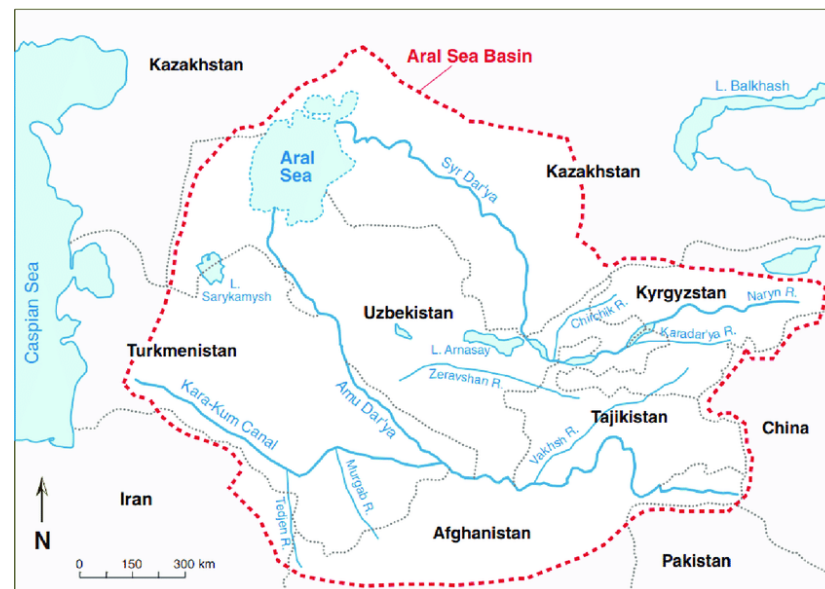 Aral Sea Basin
Kazakhstan
L. Balkhash
Aral
Sea
Syr Dar'ya
Kazakhstan
Caspian Sea
L.
Sarykamysh
Uzbekistan
Kyrgyzstan
Naryn R.
Chirchik R.
Karadar'ya R.
L. Arnasay
Turkmenistan
Zeravshan R.
Kara-Kum Canal
Amu Dar'ya
Tajikistan
Vakhsh R.
China
Iran
Tedjen R.
Murgab R.
Afghanistan
Pakistan
N
0 150 300 km